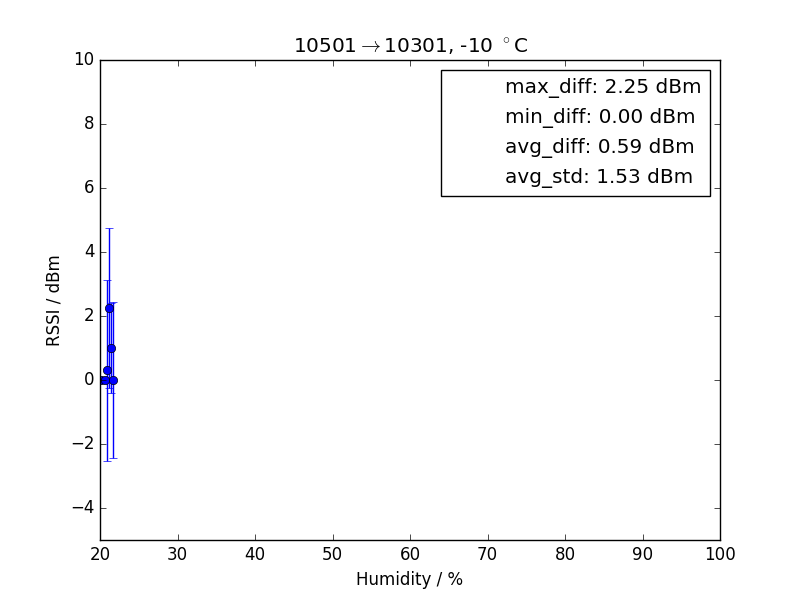 10501→10301, -10 °C
max_diff: 2.25 dBm
min_diff: 0.00 dBm
avg_diff: 0.59 dBm
avg_std: 1.53 dBm
RSSI / dBm
10
8
6
4
2
0
−2
−4
20 30 40 50 60 70 80 90 100
Humidity / %